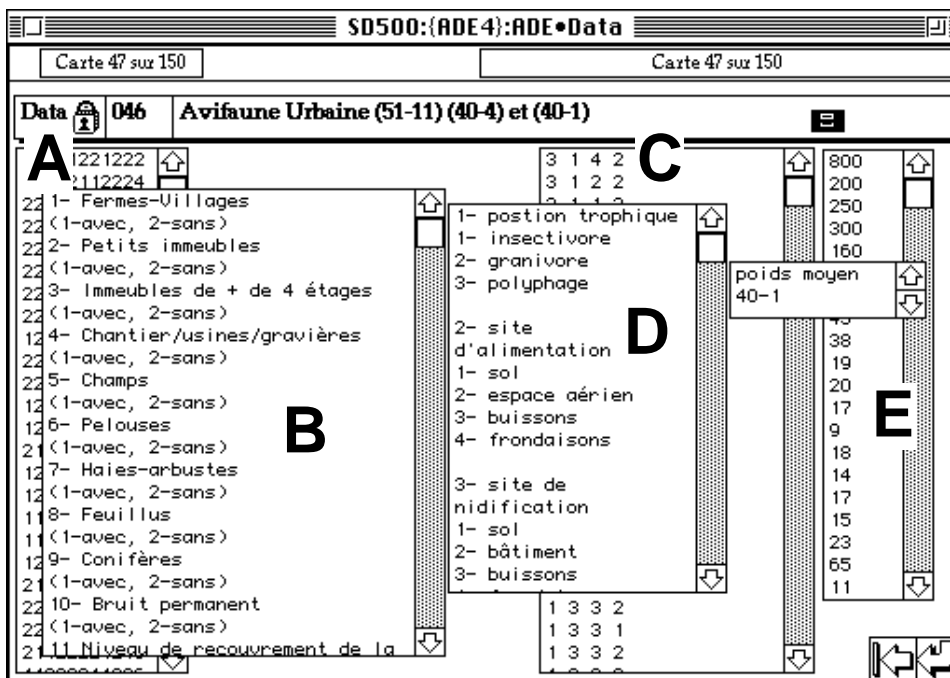 SD500:{ADE4}:ADE•Data
Carte 47 sur 150
Carte 47 sur 150
Data 046 Avifaune Urbaine (51-11) (40-4) et (40-1)
A
B
C
D
E
1- Fermes-Villages
(1-avec, 2-sans)
2- Petits immeubles
(1-avec, 2-sans)
3- Immeubles de + de 4 étages
(1-avec, 2-sans)
4- Chantier/usines/gravières
(1-avec, 2-sans)
5- Champs
(1-avec, 2-sans)
6- Pelouses
(1-avec, 2-sans)
7- Haies-arbustes
(1-avec, 2-sans)
8- Feuillus
(1-avec, 2-sans)
9- Conifères
(1-avec, 2-sans)
10- Bruit permanent
(1-avec, 2-sans)
11 Niveau de recouvrement de la
3 1 4 2
3 1 2 2
1- postion trophique
1- insectivore
2- granivore
3- polyphage
2- site
d'alimentation
1- sol
2- espace aérien
3- buissons
4- frondaisons
3- site de
nidification
1- sol
2- bâtiment
3- buissons
1 3 3 2
1 3 3 1
1 3 3 2
800
200
250
300
160
poids moyen
40-1
38
19
20
17
9
18
14
17
15
23
65
11